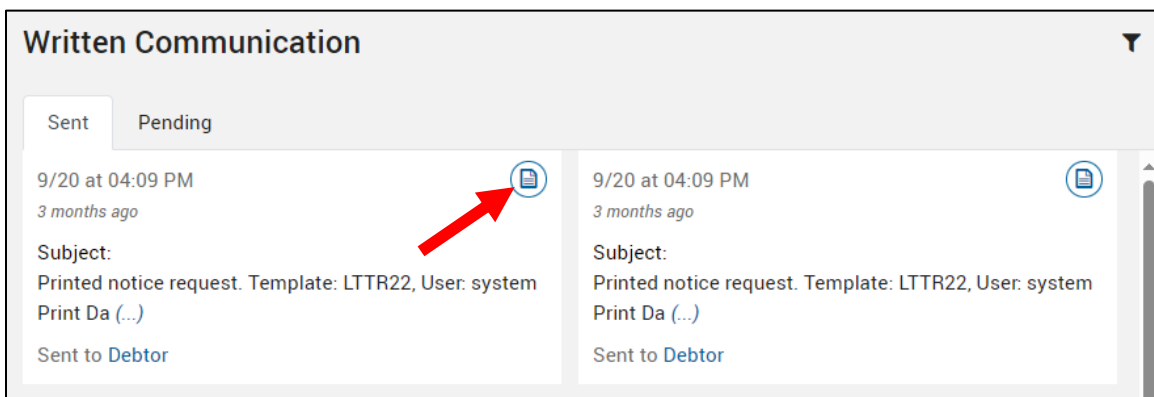 Written Communication
Sent
Pending
9/20 at 04:09 PM
3 months ago
Subject:
Printed notice request. Template: LTTR22, User: system
Print Da (...)
Sent to Debtor
9/20 at 04:09 PM
3 months ago
Subject:
Printed notice request. Template: LTTR22, User: system
Print Da (...)
Sent to Debtor